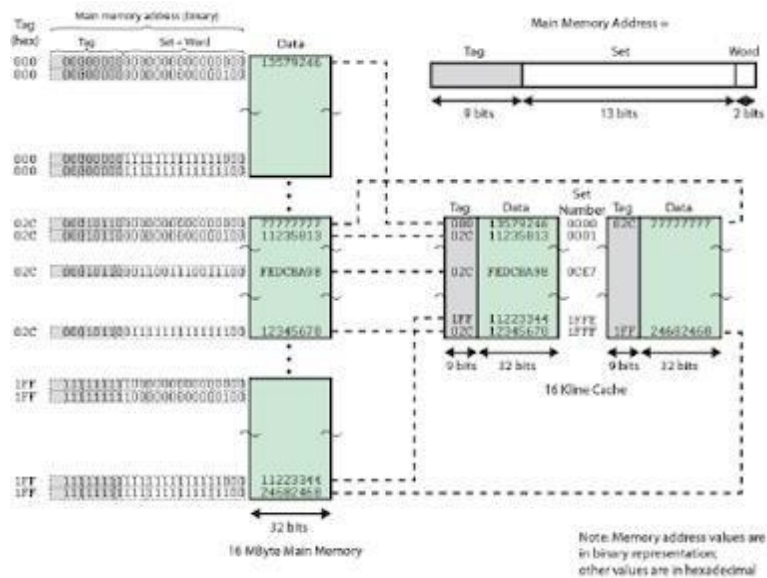 Tag
(hex)
Main memory address (binary)
Tag
Set + Word
Data
000
000
13579246
000
000
02C
77777777
02C
11235813
02C
FEDCBA98
02C
12345678
1FF
1FF
1FF
11223344
1FF
24682468
32 bits
16 MByte Main Memory
Main Memory Address =
Tag
Set
Word
9 bits
13 bits
2 bits
Tag
Data
Set
Number
Tag
Data
000 13579246 0000 02C 77777777
02C 11235813 0001
02C FEDCBA98 0CE7
1FF 11223344 1FFE
02C 12345678 1FFF 1FF 24682468
9 bits
32 bits
9 bits
32 bits
16 Kline Cache
Note: Memory address values are
in binary representation;
other values are in hexadecimal